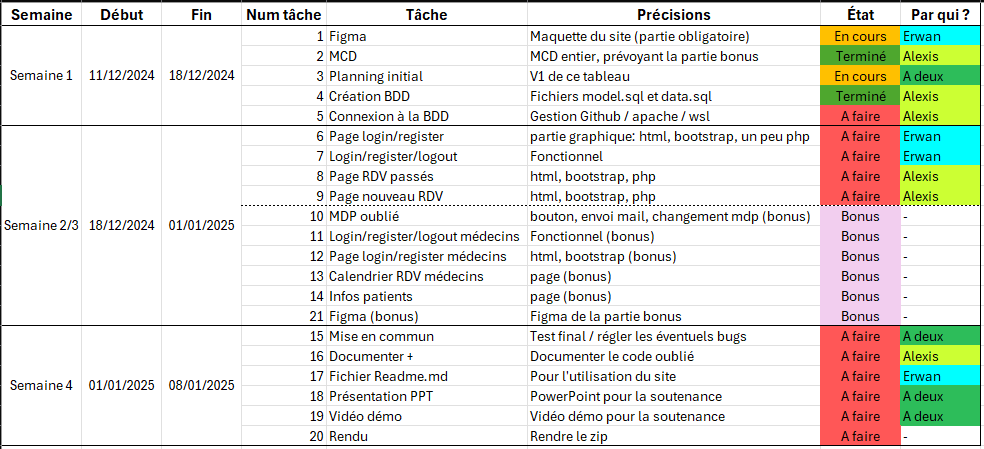 Semaine Début Fin Num tâche Tâche Précisions État Par qui ?
1 Figma Maquette du site (partie obligatoire) En cours Erwan
2 MCD MCD entier, prévoyant la partie bonus Terminé Alexis
Semaine 1 11/12/2024 18/12/2024 3 Planning initial V1 de ce tableau En cours A deux
4 Création BDD Fichiers model.sql et data.sql Terminé Alexis
5 Connexion à la BDD Gestion Github / apache / wsl A faire Alexis
6 Page login/register partie graphique: html, bootstrap, un peu php A faire Erwan
7 Login/register/logout Fonctionnel A faire Erwan
8 Page RDV passés html, bootstrap, php A faire Alexis
9 Page nouveau RDV html, bootstrap, php A faire Alexis
Semaine 2/3 18/12/2024 01/01/2025 10 MDP oublié bouton, envoi mail, changement mdp (bonus) Bonus -
11 Login/register/logout médecins Fonctionnel (bonus) Bonus -
12 Page login/register médecins html, bootstrap (bonus) Bonus -
13 Calendrier RDV médecins page (bonus) Bonus -
14 Infos patients page (bonus) Bonus -
21 Figma (bonus) Figma de la partie bonus Bonus -
15 Mise en commun Test final / régler les éventuels bugs A faire A deux
16 Documenter + Documenter le code oublié A faire Alexis
17 Fichier Readme.md Pour l'utilisation du site A faire Erwan
Semaine 4 01/01/2025 08/01/2025 18 Présentation PPT PowerPoint pour la soutenance A faire A deux
19 Vidéo démo Vidéo démo pour la soutenance A faire A deux
20 Rendu Rendre le zip A faire -